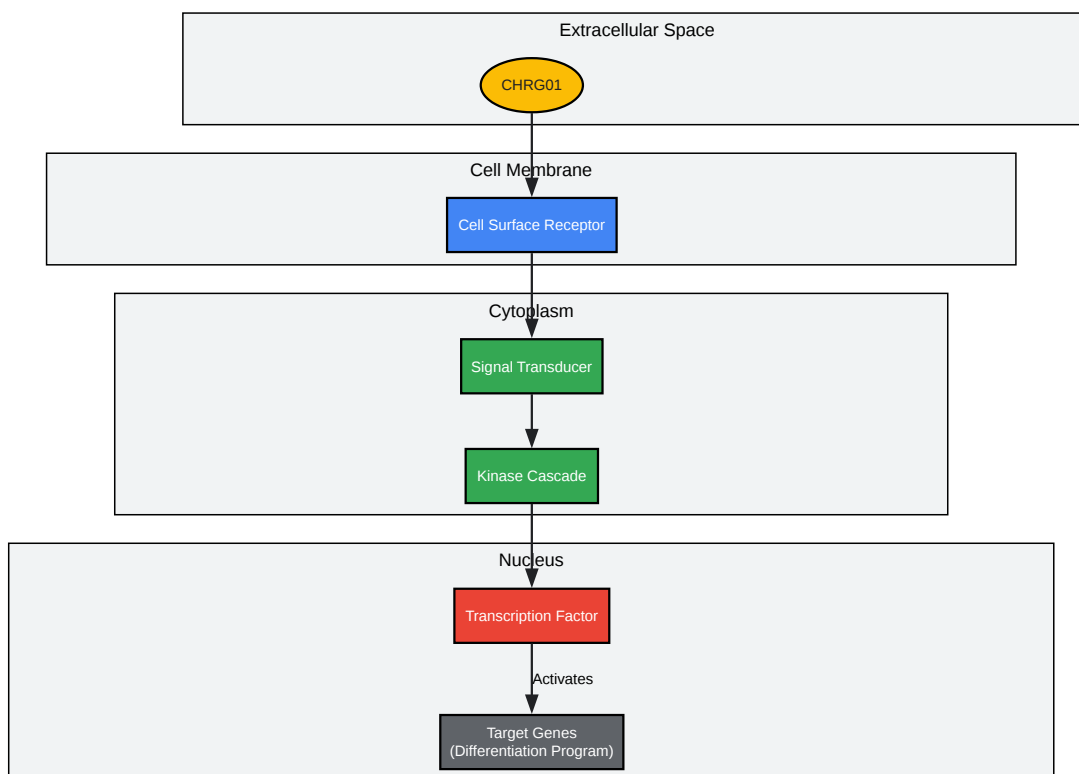 Extracellular Space
CHRG01
Cell Membrane
Cell Surface Receptor
Cytoplasm
Signal Transducer
Kinase Cascade
Nucleus
Transcription Factor
Activates
Target Genes
(Differentiation Program)